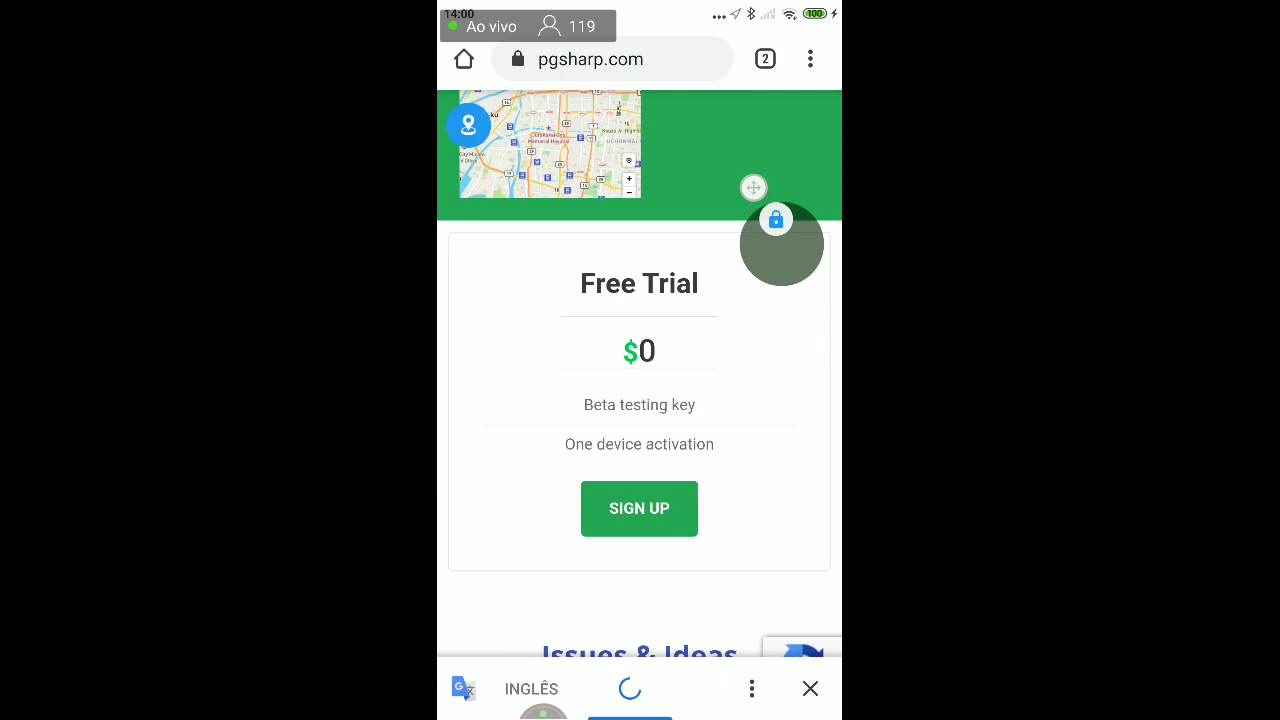 14:00
100
Ao vivo 119
pgsharp.com
2
Free Trial
$0
Beta testing key
One device activation
SIGN UP
Issues & Ideas
INGLÊS